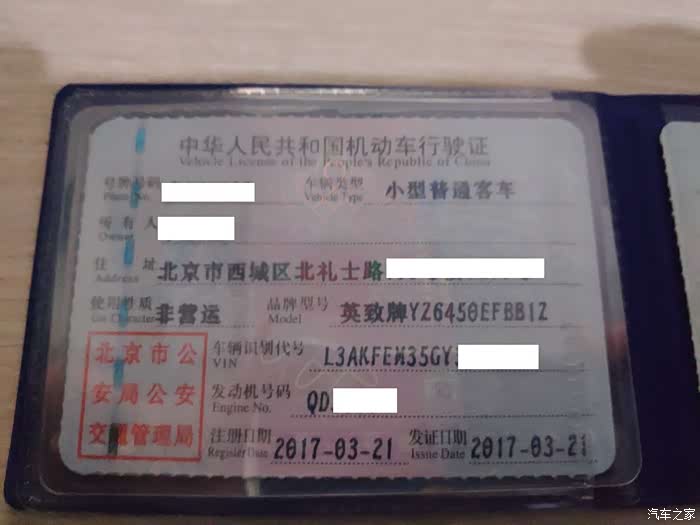 中华人民共和国机动车行驶证
Vehicle License of the People's Republic of China
号牌号码 Plate No. 车辆类型 Vehicle Type 小型普通客车
所有人 Owner
住址 Address 北京市西城区北礼士路
使用性质 Use Character 非营运 品牌型号 Model 英致牌YZ6450EFBB1Z
北京市公安局公安交通管理局
车辆识别代号 VIN L3AKFEM35GY
发动机号码 Engine No. QD
注册日期 Register Date 2017-03-21 发证日期 Issue Date 2017-03-21
汽车之家